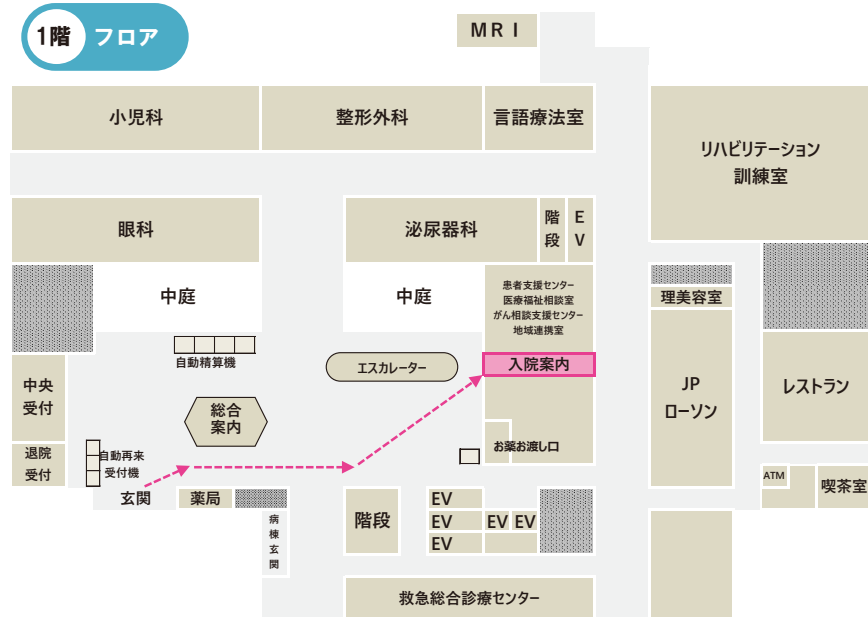 1階 フロア
MRI
小児科
整形外科
言語療法室
リハビリテーション
訓練室
眼科
泌尿器科
階段
EV
中庭
中庭
患者支援センター
医療福祉相談室
がん相談支援センター
地域連携室
理美容室
自動精算機
エスカレーター
入院案内
中央
受付
総合
案内
JP
ローソン
レストラン
退院
受付
自動再来
受付機
お薬お渡し口
玄関
薬局
病棟玄関
階段
EV
EV
EV
EV
EV
ATM
喫茶室
救急総合診療センター